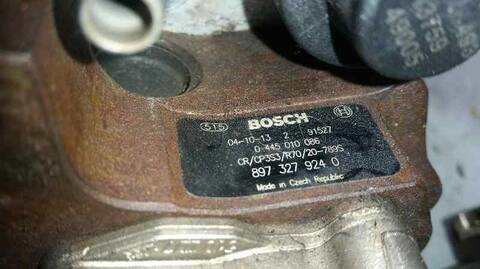 515 BOSCH
04-10-13 2 91527
0 445 010 086
CR/CP3S3/R70/20-789S
897 327 924 0
Made in Czech Republic